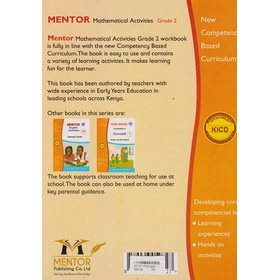 MENTOR Mathematical Activities Grade 2
Mentor Mathematical Activities Grade 2 workbook
is fully in line with the new Competency Based
Curriculum.The book is easy to use and contains
a variety of learning activities. It makes learning
fun for the learner.
This book has been authored by teachers with
wide experience in Early Years Education in
leading schools across Kenya.
Other books in this series are:
MENTOR
English
The book supports classroom teaching for use at
school.The book can also be used at home under
key parental guidance.
MENTOR
Publishing Co. Ltd
New
Competency
Based
Curriculum
KICD
Developing core
competencies b
Learning
experiences
Hands on
activities